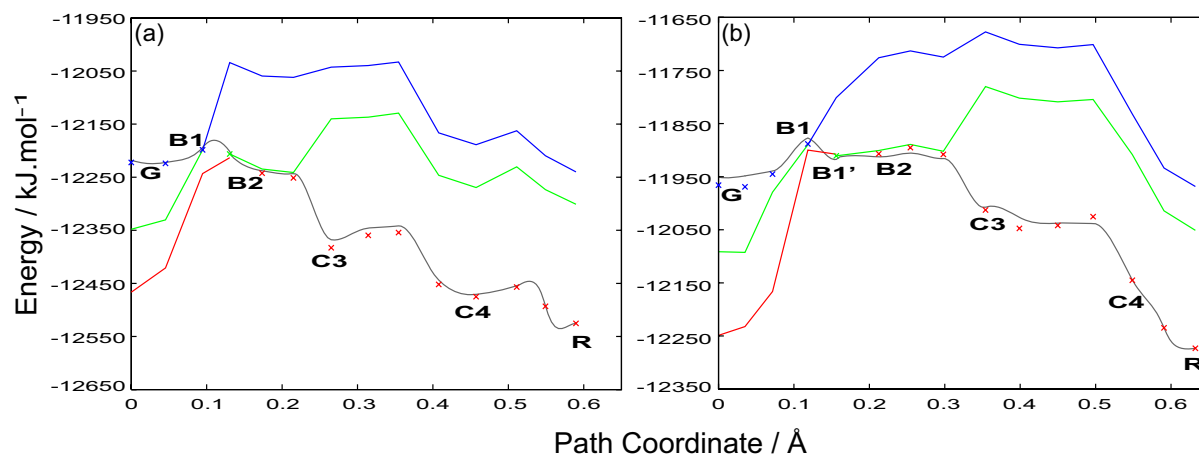 (a)
(b)
Energy / kJ.mol⁻¹
-11950
-12050
-12150
-12250
-12350
-12450
-12550
-12650
0
0.1
0.2
0.3
0.4
0.5
0.6
G
B1
B2
C3
C4
R
-11650
-11750
-11850
-11950
-12050
-12150
-12250
-12350
0
0.1
0.2
0.3
0.4
0.5
0.6
G
B1
B1’
B2
C3
C4
R
Path Coordinate / Å